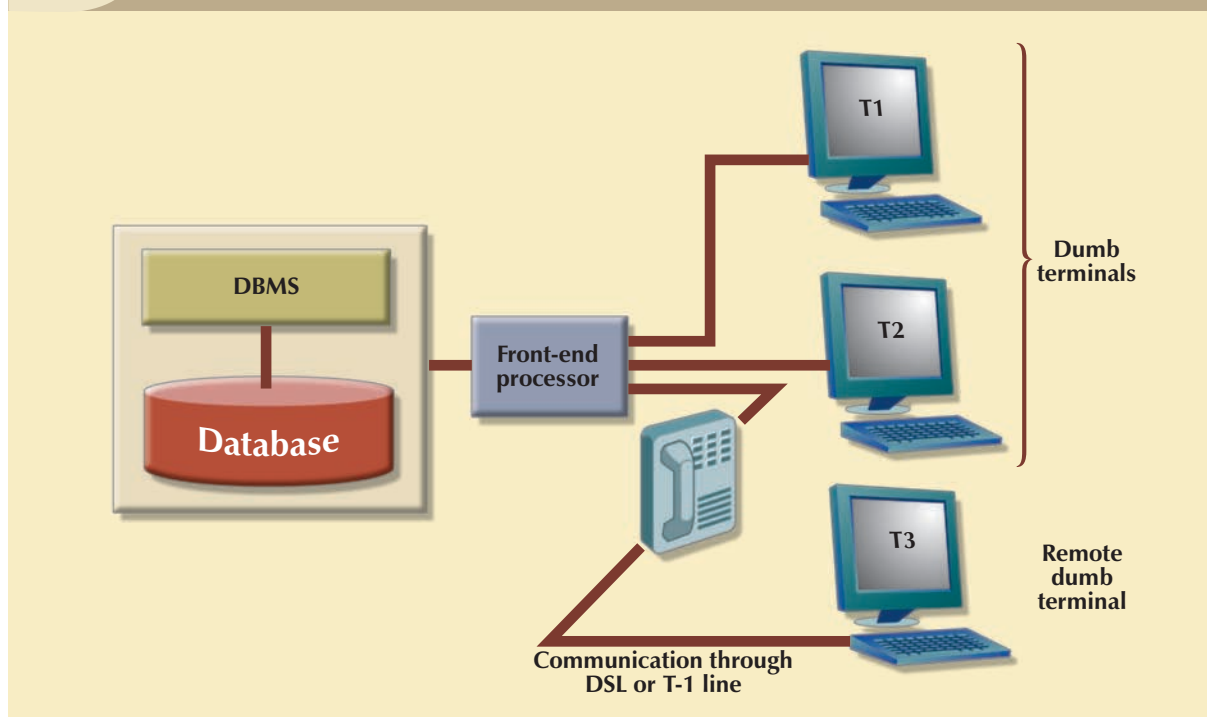 DBMS
Database
Front-end
processor
T1
T2
Dumb
terminals
T3
Remote
dumb
terminal
Communication through
DSL or T-1 line